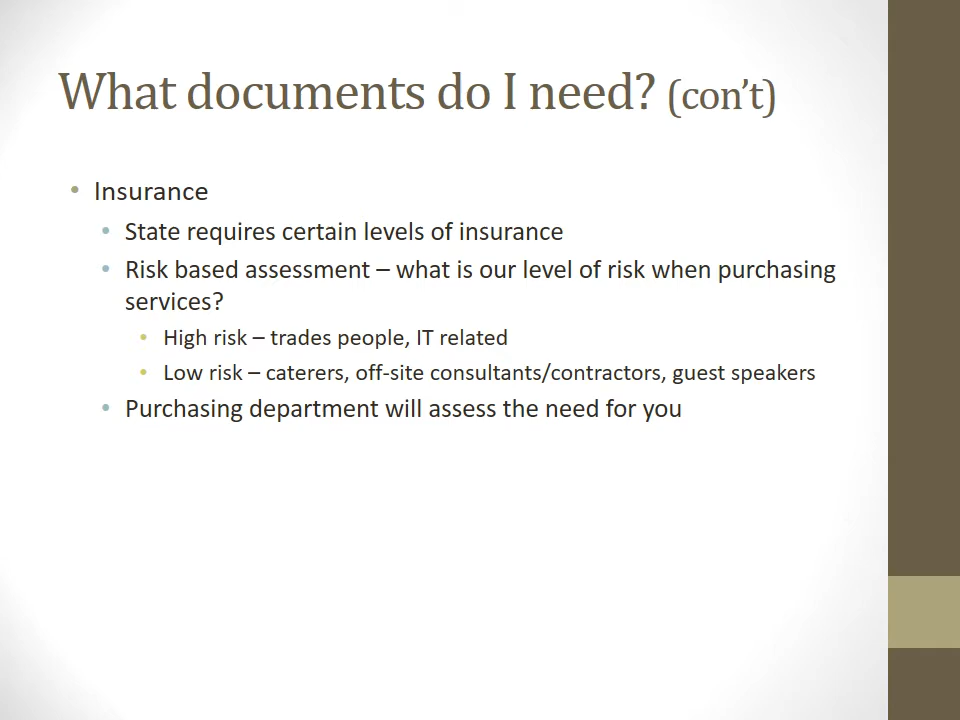 What documents do I need? (con’t)
• Insurance
• State requires certain levels of insurance
• Risk based assessment – what is our level of risk when purchasing
services?
• High risk – trades people, IT related
• Low risk – caterers, off-site consultants/contractors, guest speakers
• Purchasing department will assess the need for you